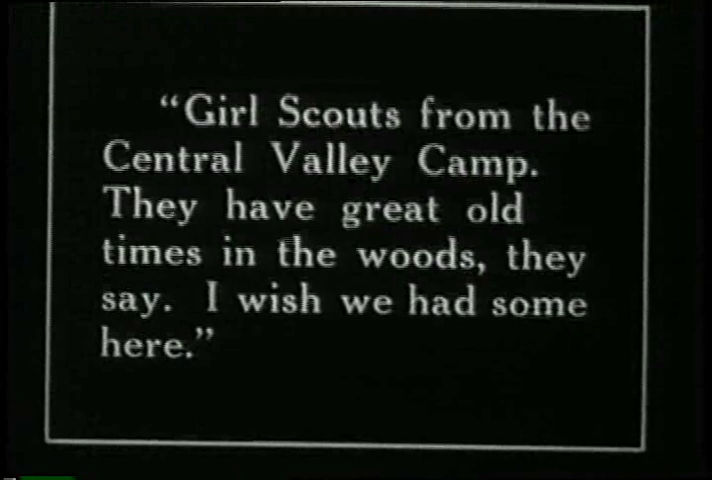 “Girl Scouts from the
Central Valley Camp.
They have great old
times in the woods, they
say. I wish we had some
here.”